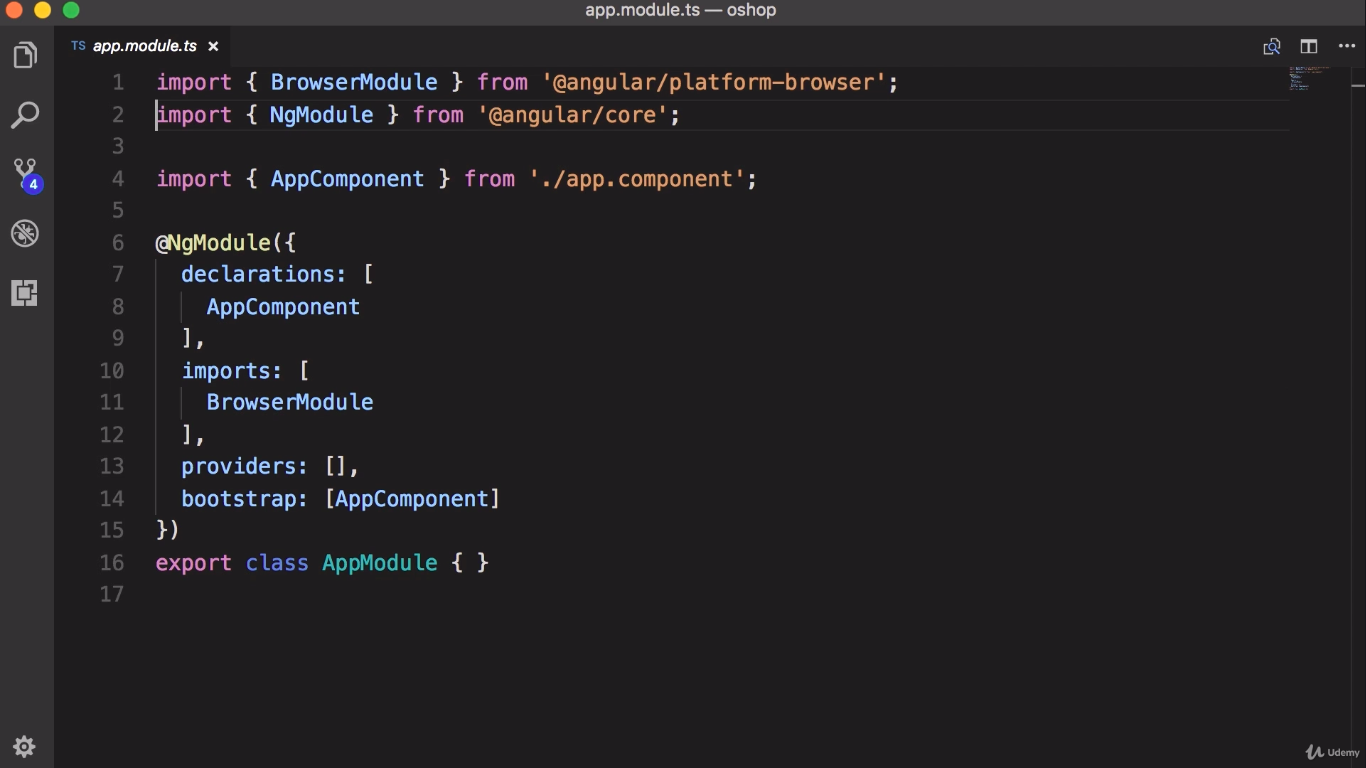 app.module.ts — oshop
TS app.module.ts ×
1 import { BrowserModule } from '@angular/platform-browser';
2 import { NgModule } from '@angular/core';
3
4 import { AppComponent } from './app.component';
5
6 @NgModule({
7   declarations: [
8     AppComponent
9   ],
10   imports: [
11     BrowserModule
12   ],
13   providers: [],
14   bootstrap: [AppComponent]
15 })
16 export class AppModule { }
17
4
Udemy